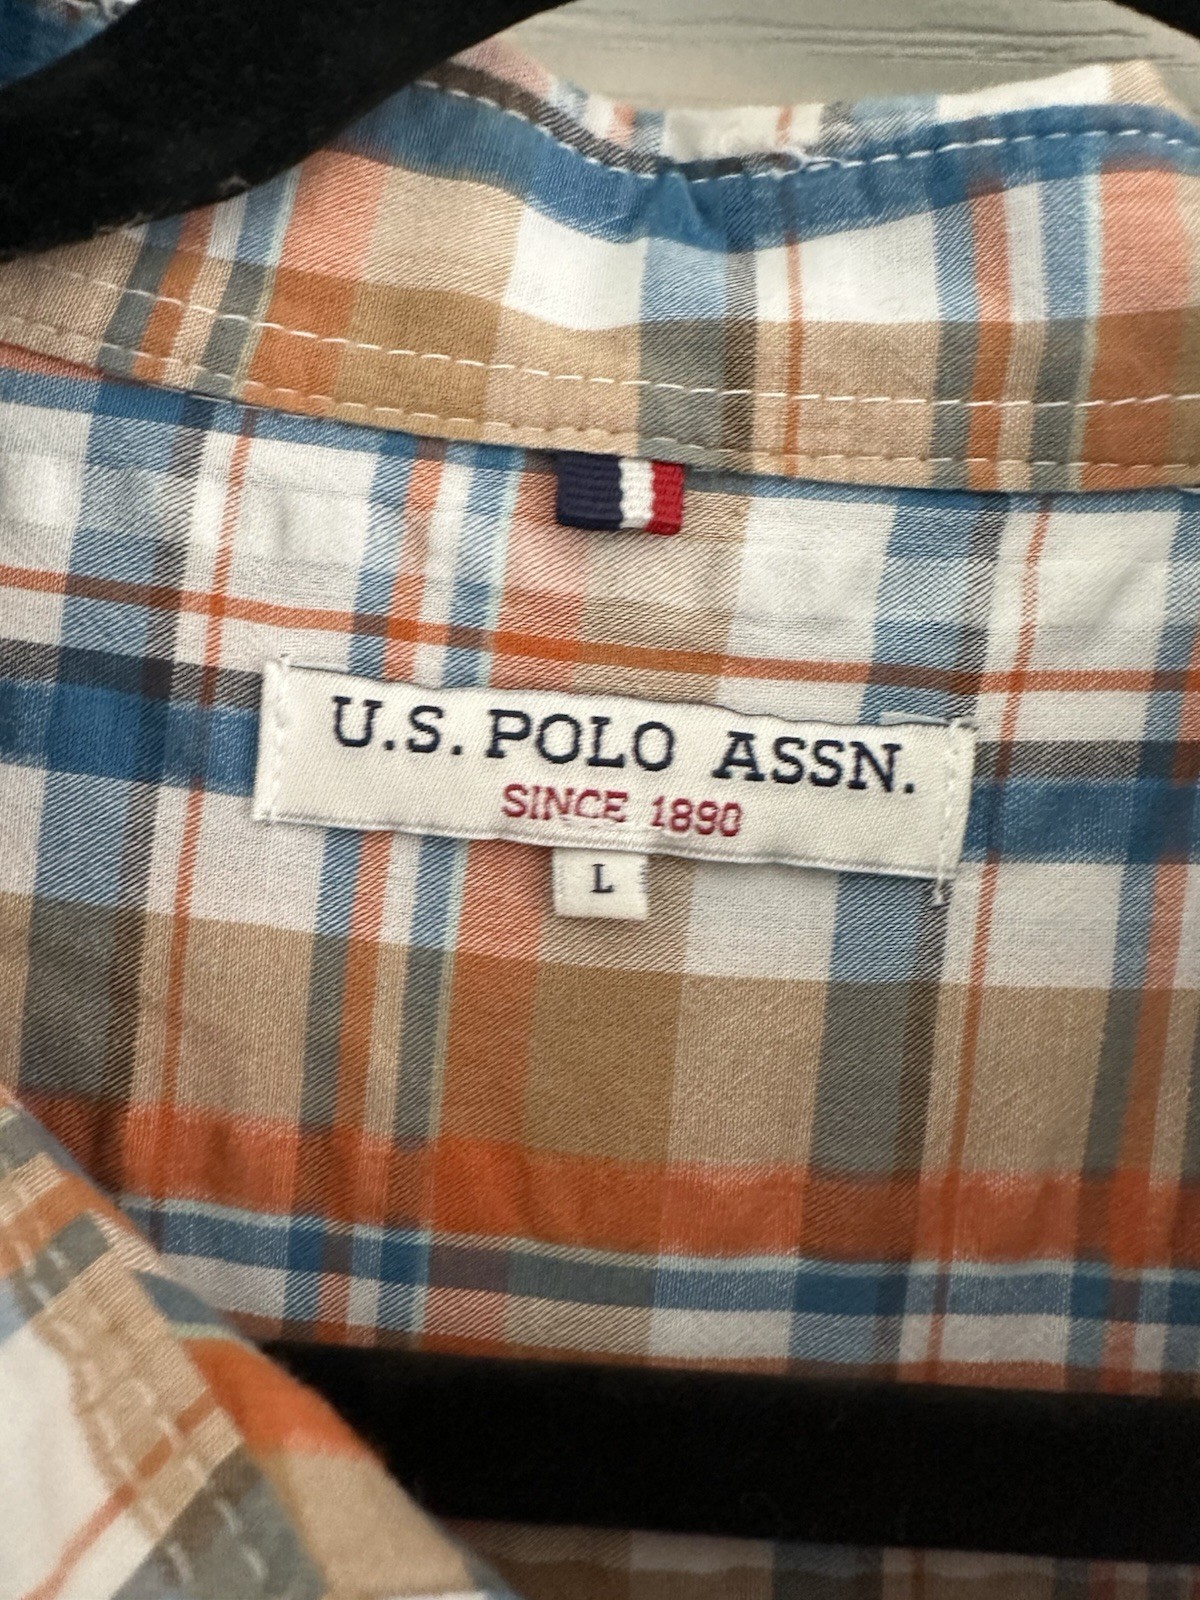 U.S. POLO ASSN.
SINCE 1890
L